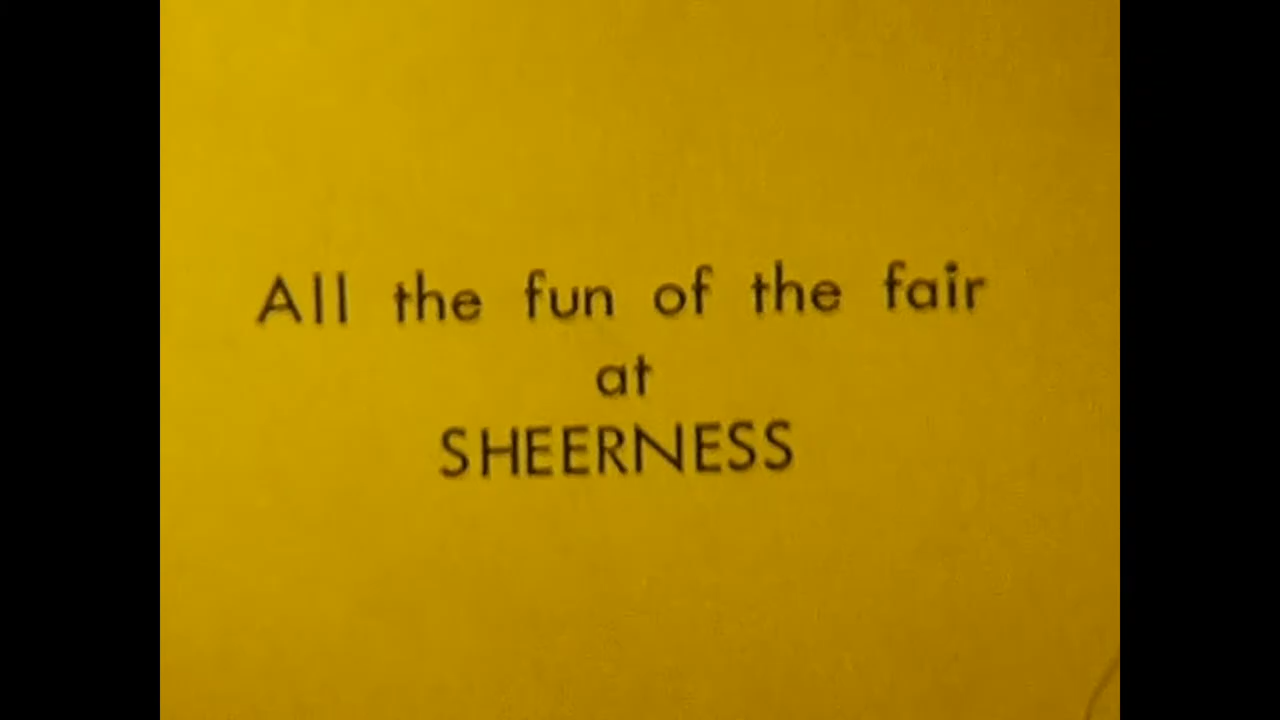 All the fun of the fair
at
SHEERNESS